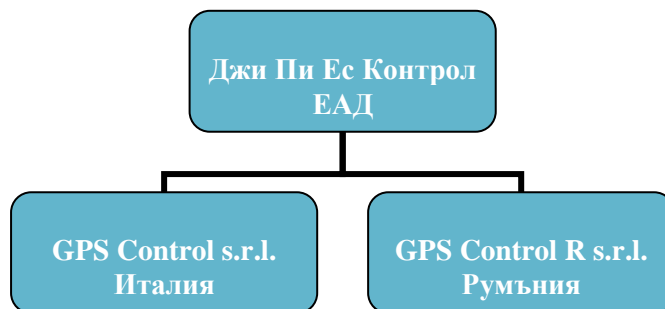 Джи Пи Ес Контрол
ЕАД
GPS Control s.r.l.
Италия
GPS Control R s.r.l.
Румъния